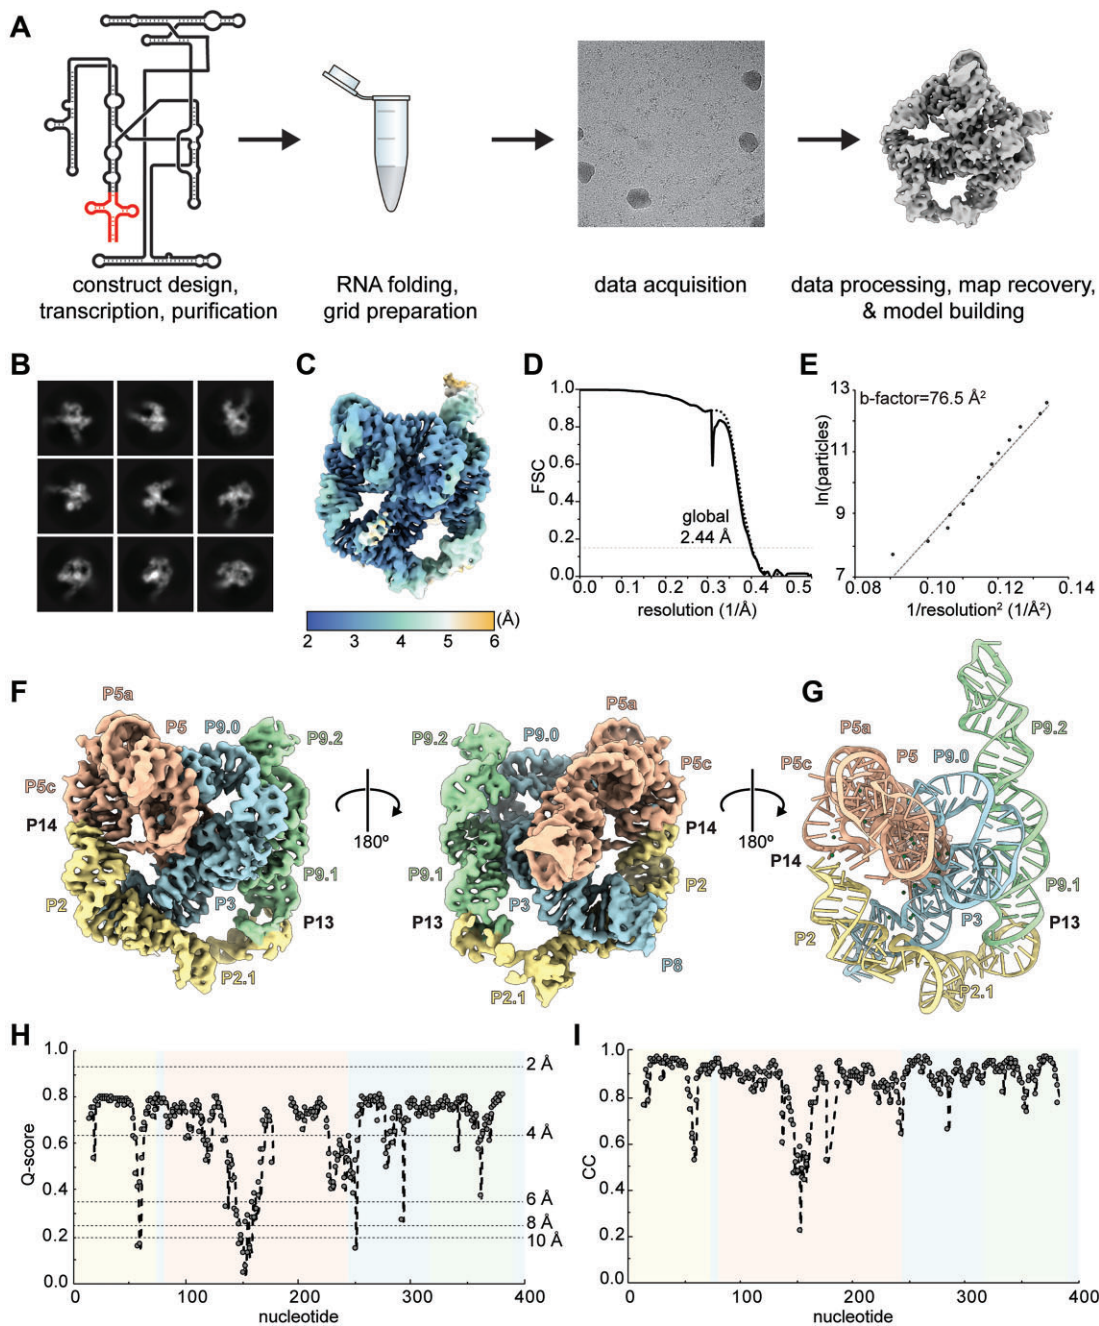 A
construct design,
transcription, purification
RNA folding,
grid preparation
data acquisition
data processing, map recovery,
& model building
B
C
(Å)
2 3 4 5 6
D
FSC
1.0
0.8
0.6
0.4
0.2
0.0
global
2.44 Å
0.0 0.1 0.2 0.3 0.4 0.5
resolution (1/Å)
E
b-factor=76.5 Å²
ln(particles)
13
11
9
7
0.08 0.10 0.12 0.14
1/resolution² (1/Å²)
F
P5a
P5
P9.0
P9.2
P5c
P14
P9.1
P2
P3
P13
P2.1
180º
P5a
P9.2
P9.0
P5c
P14
P9.1
P2
P3
P13
P8
P2.1
180º
G
P9.2
P5a
P5
P9.0
P5c
P14
P9.1
P3
P13
P2
P2.1
H
Q-score
1.0
0.8
0.6
0.4
0.2
0.0
2 Å
4 Å
6 Å
8 Å
10 Å
0 100 200 300 400
nucleotide
I
CC
1.0
0.8
0.6
0.4
0.2
0.0
0 100 200 300 400
nucleotide